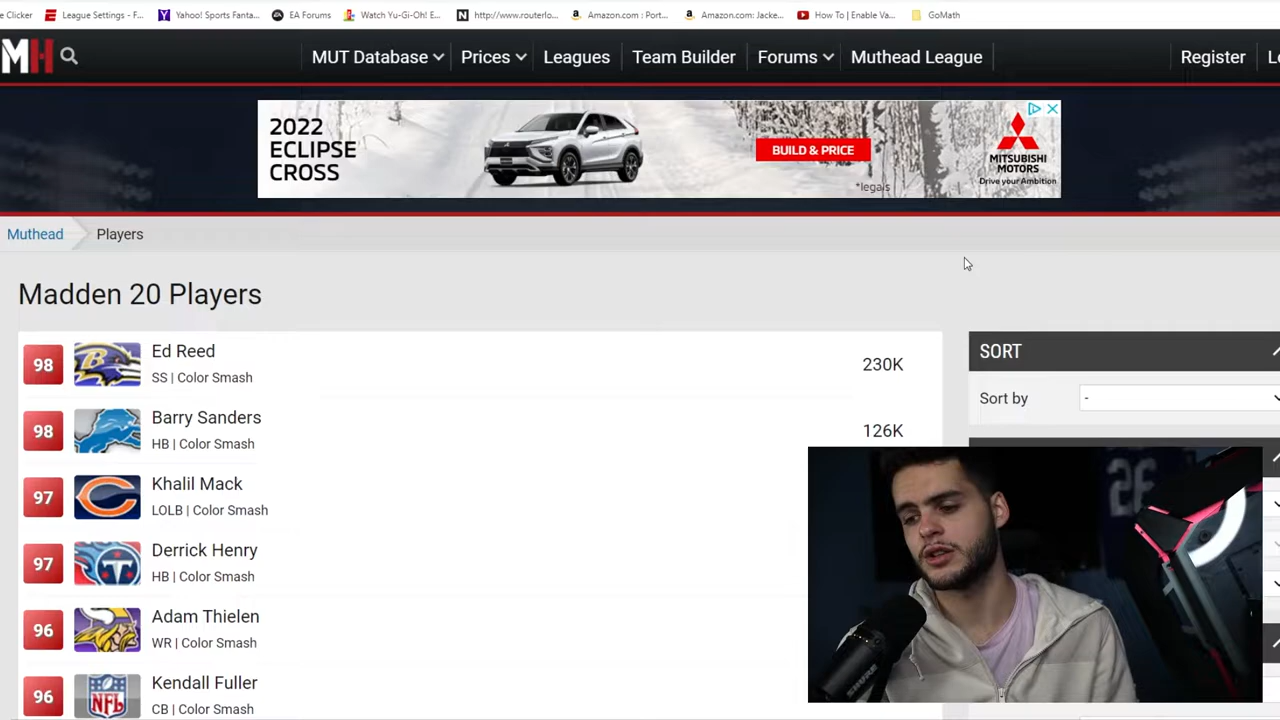 e Clicker League Settings - F... Yahoo! Sports Fanta... EA Forums Watch Yu-Gi-Oh! E... http://www.routerlo... Amazon.com : Port... Amazon.com: Jacke... How To | Enable Va... GoMath
MH MUT Database Prices Leagues Team Builder Forums Muthead League Register
2022
ECLIPSE
CROSS
BUILD & PRICE
*legals
MITSUBISHI
MOTORS
Drive your Ambition
Muthead Players
Madden 20 Players
98 Ed Reed
SS | Color Smash
230K
98 Barry Sanders
HB | Color Smash
126K
97 Khalil Mack
LOLB | Color Smash
97 Derrick Henry
HB | Color Smash
96 Adam Thielen
WR | Color Smash
96 NFL Kendall Fuller
CB | Color Smash
SORT
Sort by -
26
SHURE